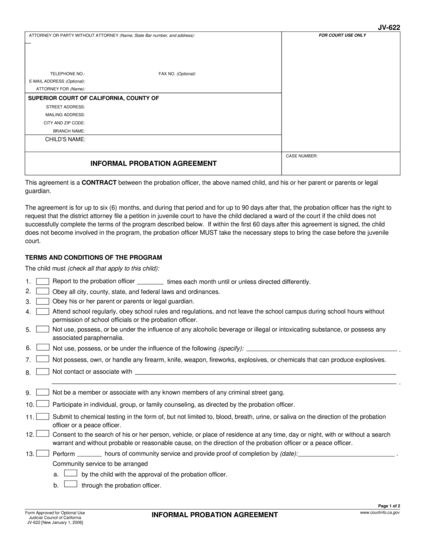 JV-622
ATTORNEY OR PARTY WITHOUT ATTORNEY (Name, State Bar number, and address):
FOR COURT USE ONLY
TELEPHONE NO.: FAX NO. (Optional):
E-MAIL ADDRESS (Optional):
ATTORNEY FOR (Name):
SUPERIOR COURT OF CALIFORNIA, COUNTY OF
STREET ADDRESS:
MAILING ADDRESS:
CITY AND ZIP CODE:
BRANCH NAME:
CHILD'S NAME:
INFORMAL PROBATION AGREEMENT
CASE NUMBER:
This agreement is a CONTRACT between the probation officer, the above named child, and his or her parent or parents or legal
guardian.
The agreement is for up to six (6) months, and during that period and for up to 90 days after that, the probation officer has the right to
request that the district attorney file a petition in juvenile court to have the child declared a ward of the court if the child does not
successfully complete the terms of the program described below. If within the first 60 days after this agreement is signed, the child
does not become involved in the program, the probation officer MUST take the necessary steps to bring the case before the juvenile
court.
TERMS AND CONDITIONS OF THE PROGRAM
The child must (check all that apply to this child):
1. Report to the probation officer ________ times each month until or unless directed differently.
2. Obey all city, county, state, and federal laws and ordinances.
3. Obey his or her parent or parents or legal guardian.
4. Attend school regularly, obey school rules and regulations, and not leave the school campus during school hours without
permission of school officials or the probation officer.
5. Not use, possess, or be under the influence of any alcoholic beverage or illegal or intoxicating substance, or possess any
associated paraphernalia.
6. Not use, possess, or be under the influence of the following (specify): ________ .
7. Not possess, own, or handle any firearm, knife, weapon, fireworks, explosives, or chemicals that can produce explosives.
8. Not contact or associate with ________
________ .
9. Not be a member or associate with any known members of any criminal street gang.
10. Participate in individual, group, or family counseling, as directed by the probation officer.
11. Submit to chemical testing in the form of, but not limited to, blood, breath, urine, or saliva on the direction of the probation
officer or a peace officer.
12. Consent to the search of his or her person, vehicle, or place of residence at any time, day or night, with or without a search
warrant and without probable or reasonable cause, on the direction of the probation officer or a peace officer.
13. Perform ________ hours of community service and provide proof of completion by (date): ________ .
Community service to be arranged
a. by the child with the approval of the probation officer.
b. through the probation officer.
Page 1 of 2
Form Approved for Optional Use
Judicial Council of California
JV-622 [New January 1, 2006]
INFORMAL PROBATION AGREEMENT
www.courtinfo.ca.gov